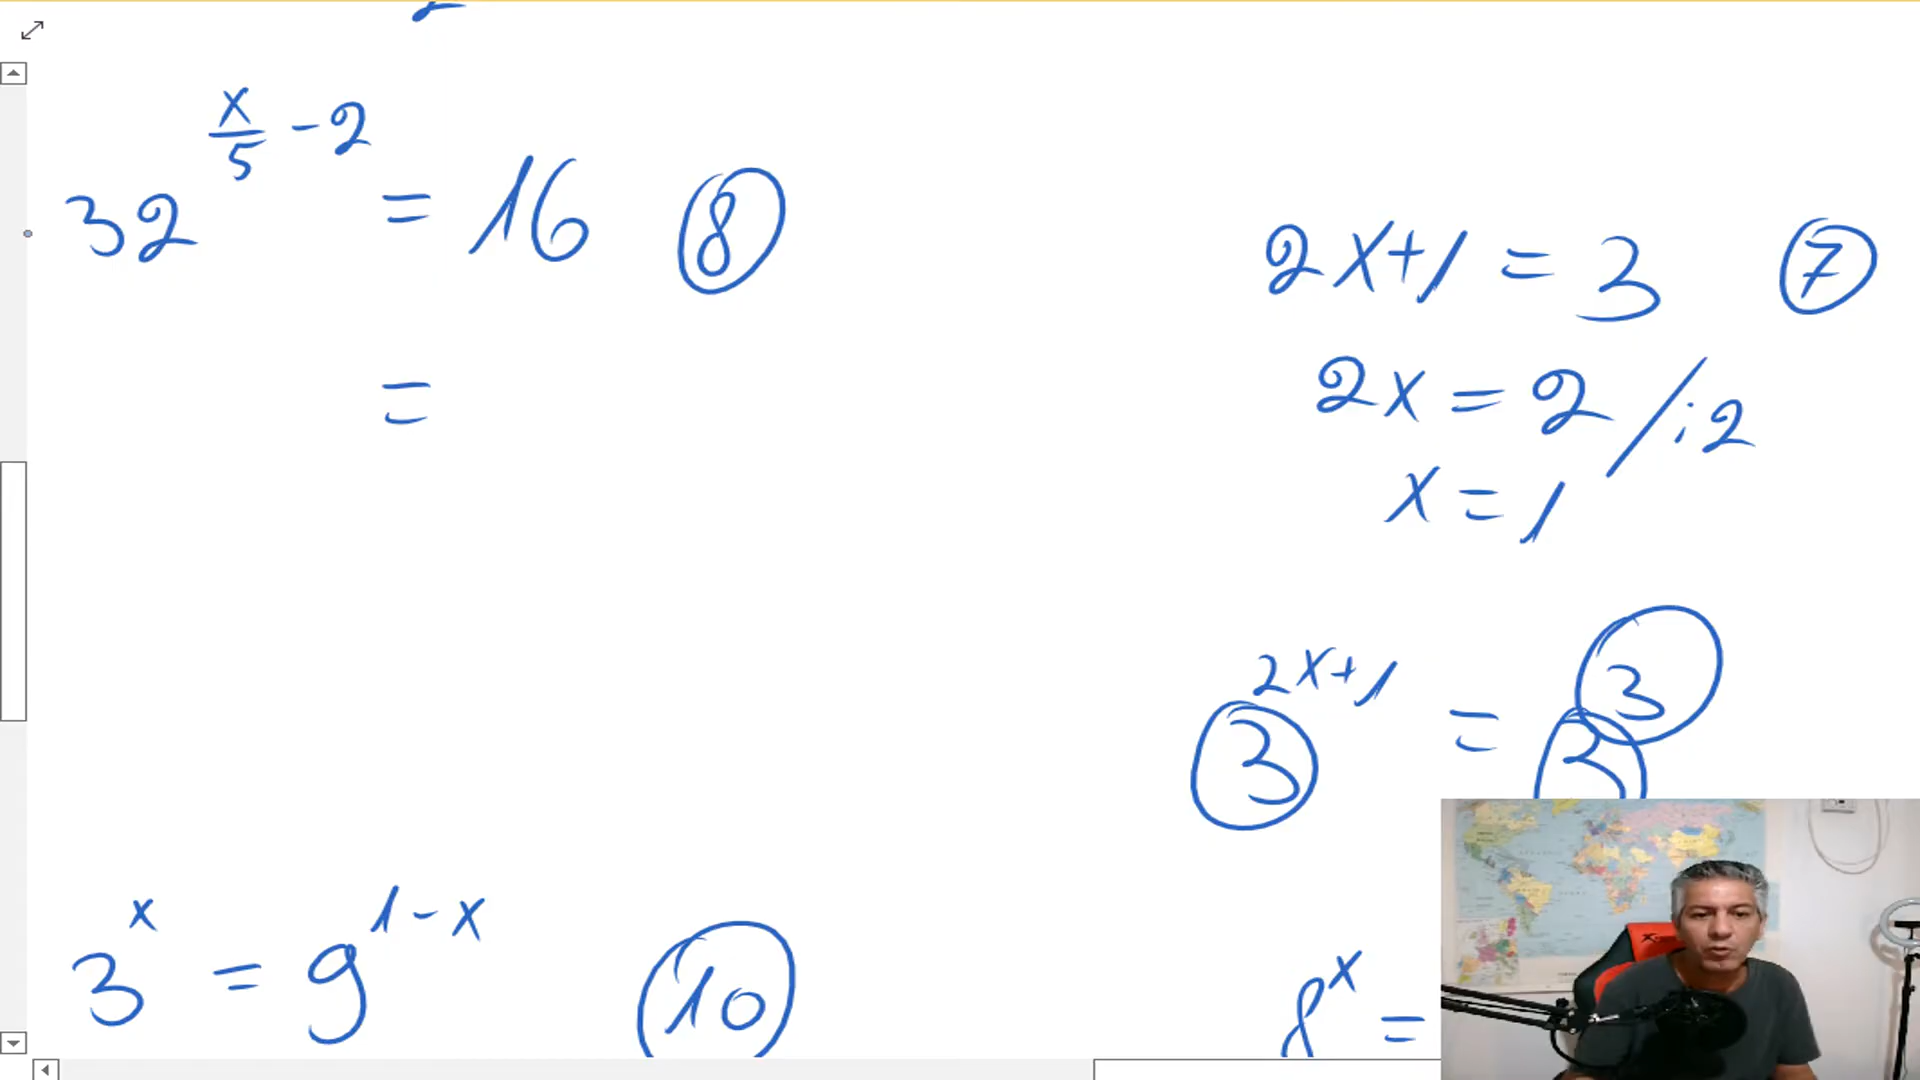 32^{x/5 - 2} = 16 ⑧
=
2x+1 = 3 ⑦
2x = 2 / :2
x = 1
3^{2x+1} = 3^3
3^x = 9^{1-x} ⑩
8^x =